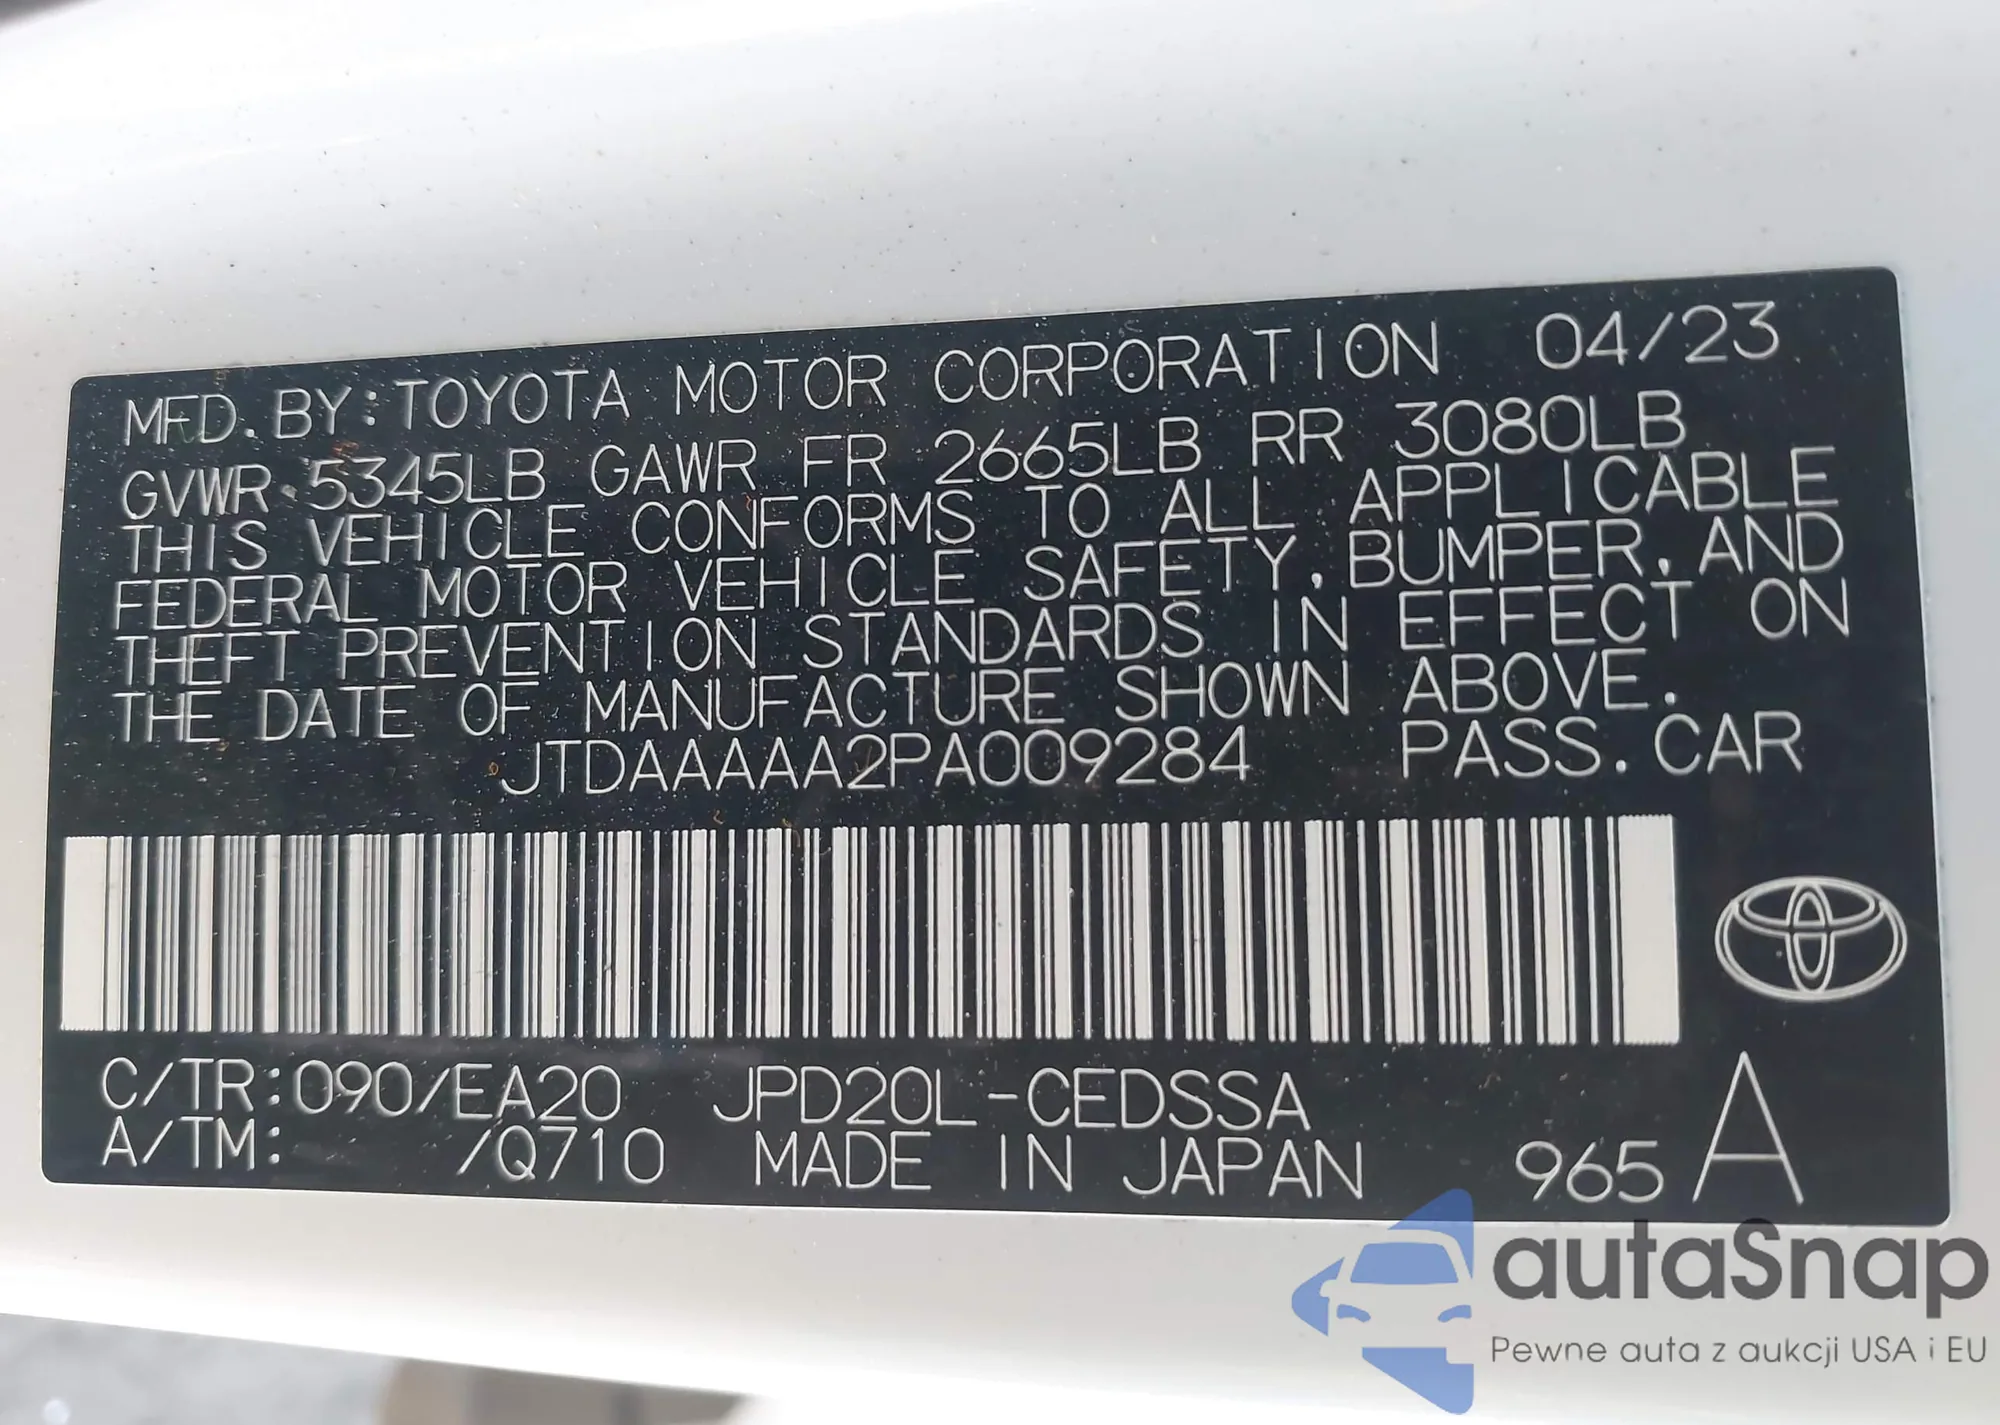 MFD. BY:TOYOTA MOTOR CORPORATION 04/23
GVWR 5345LB GAWR FR 2665LB RR 3080LB
THIS VEHICLE CONFORMS TO ALL APPLICABLE
FEDERAL MOTOR VEHICLE SAFETY, BUMPER, AND
THEFT PREVENTION STANDARDS IN EFFECT ON
THE DATE OF MANUFACTURE SHOWN ABOVE.
JTDAAAAA2PA009284 PASS. CAR
C/TR:090/EA20 JPD20L-CEDSSA
A/TM: /Q710 MADE IN JAPAN 965 A
autaSnap
Pewne auta z aukcji USA i EU